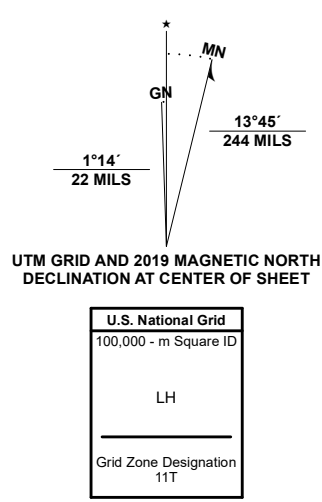 ★
MN
GN
13°45´
244 MILS
1°14´
22 MILS
UTM GRID AND 2019 MAGNETIC NORTH
DECLINATION AT CENTER OF SHEET
U.S. National Grid
100,000 - m Square ID
LH
Grid Zone Designation
11T